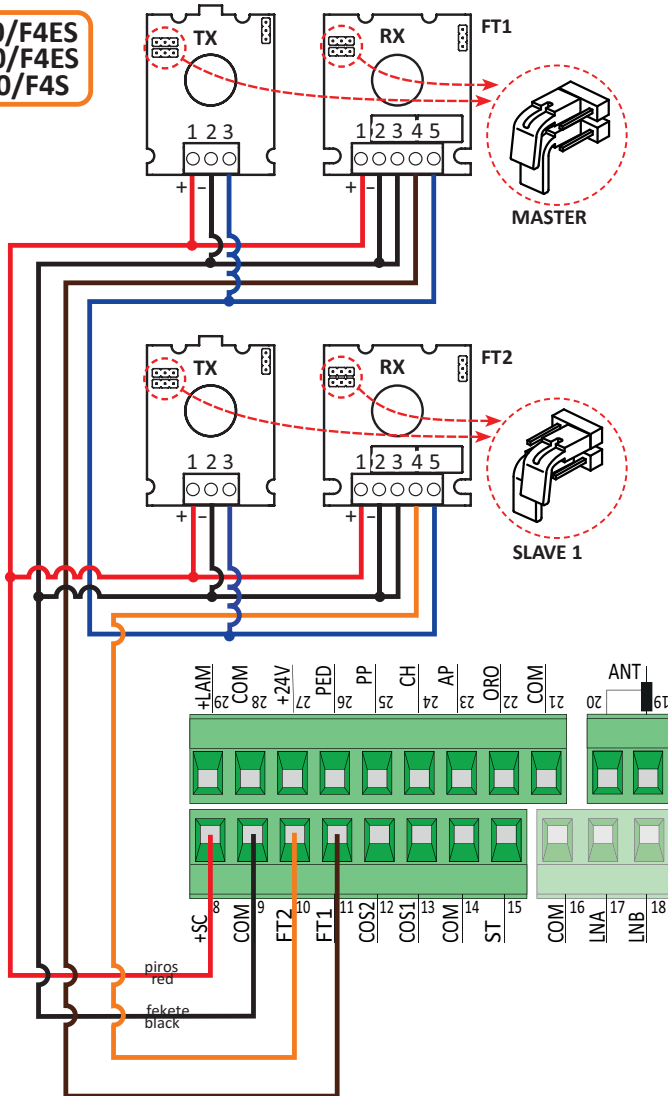 0/F4ES
0/F4ES
0/F4S
TX
RX
FT1
1 2 3
1 2 3 4 5
+ −
+
MASTER
TX
RX
FT2
1 2 3
1 2 3 4 5
+ −
+
SLAVE 1
+LAM COM +24V PED PP CH AP ORO COM ANT
29 28 27 26 25 24 23 22 21 20 19
8 9 10 11 12 13 14 15 16 17 18
+SC COM FT2 FT1 COS2 COS1 COM ST COM LNA LNB
piros
red
fekete
black